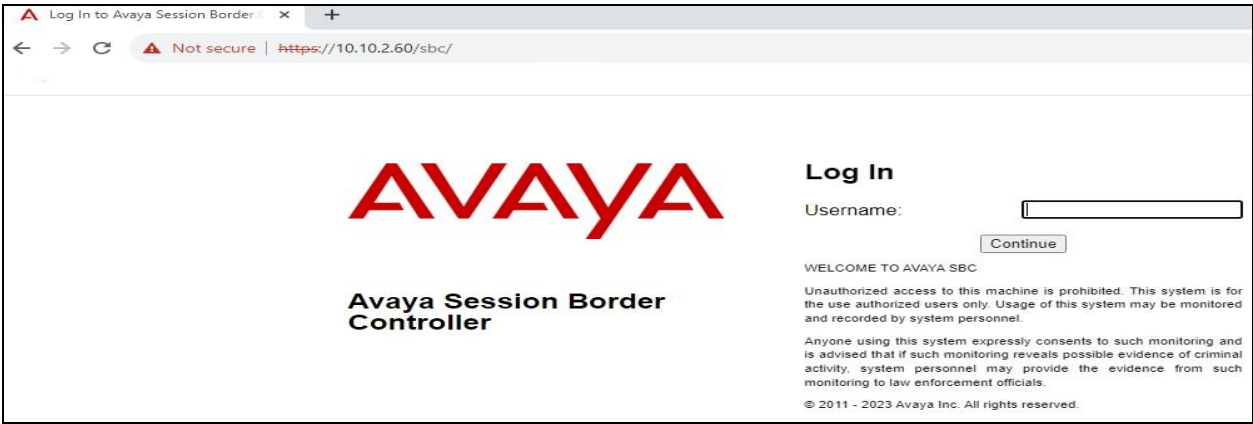 Log In to Avaya Session Border
Not secure | https://10.10.2.60/sbc/
AVAYA
Avaya Session Border
Controller
Log In
Username:
Continue
WELCOME TO AVAYA SBC
Unauthorized access to this machine is prohibited. This system is for
the use authorized users only. Usage of this system may be monitored
and recorded by system personnel.
Anyone using this system expressly consents to such monitoring and
is advised that if such monitoring reveals possible evidence of criminal
activity, system personnel may provide the evidence from such
monitoring to law enforcement officials.
© 2011 - 2023 Avaya Inc. All rights reserved.